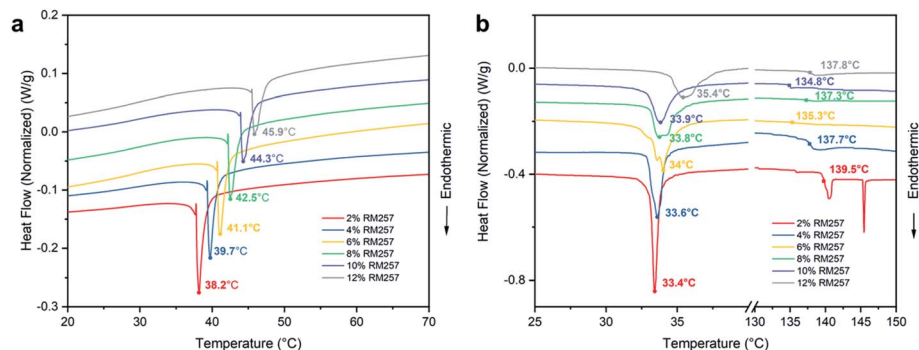 a
0.2
0.1
0.0
-0.1
-0.2
-0.3
Heat Flow (Normalized) (W/g)
45.9°C
44.3°C
42.5°C
41.1°C
39.7°C
38.2°C
2% RM257
4% RM257
6% RM257
8% RM257
10% RM257
12% RM257
Endothermic
20 30 40 50 60 70
Temperature (°C)
b
0.0
-0.4
-0.8
Heat Flow (Normalized) (W/g)
35.4°C
33.9°C
33.8°C
34°C
33.6°C
33.4°C
137.8°C
134.8°C
137.3°C
135.3°C
137.7°C
139.5°C
2% RM257
4% RM257
6% RM257
8% RM257
10% RM257
12% RM257
Endothermic
25 30 35 130 135 140 145 150
Temperature (°C)